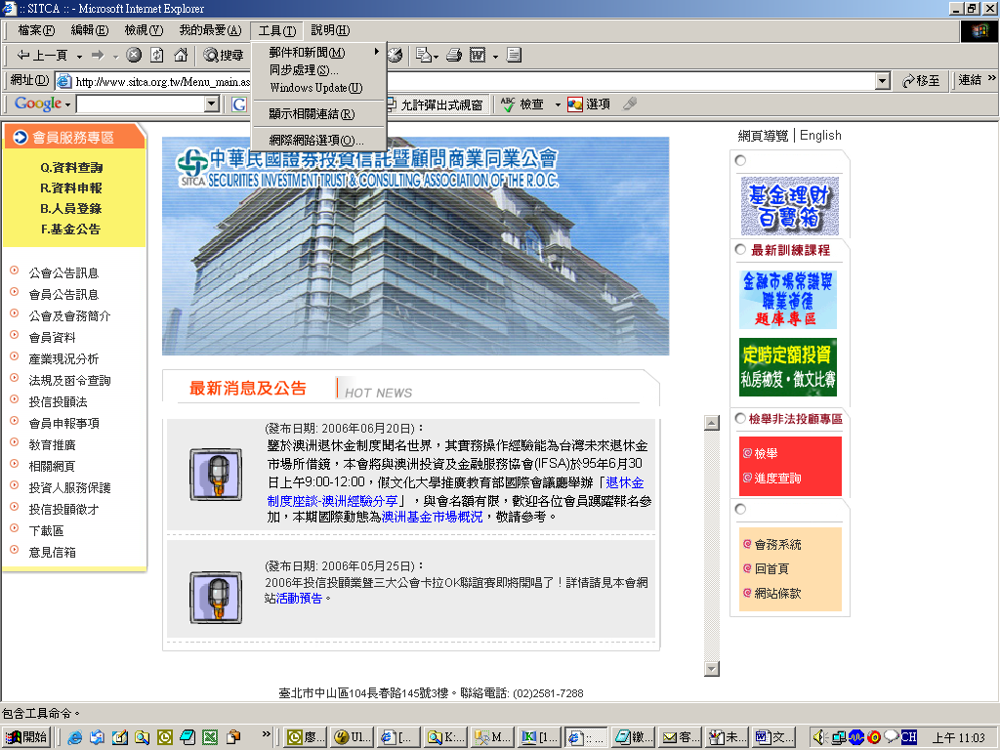 :: SITCA :: - Microsoft Internet Explorer
檔案(F) 編輯(E) 檢視(V) 我的最愛(A) 工具(T) 說明(H)
上一頁 搜尋
郵件和新聞(M)
同步處理(S)...
Windows Update(U)
顯示相關連結(R)
網際網路選項(O)...
網址(D) http://www.sitca.org.tw/Menu_main.as 移至 連結 »
Google 允許彈出式視窗 ABC 檢查 選項
會員服務專區
Q.資料查詢
R.資料申報
B.人員登錄
F.基金公告
公會公告訊息
會員公告訊息
公會及會務簡介
會員資料
產業現況分析
法規及函令查詢
投信投顧法
會員申報事項
教育推廣
相關網頁
投資人服務保護
投信投顧徵才
下載區
意見信箱
中華民國證券投資信託暨顧問商業同業公會
SITCA SECURITIES INVESTMENT TRUST & CONSULTING ASSOCIATION OF THE R.O.C.
最新消息及公告 HOT NEWS
(發布日期: 2006年06月20日)：
鑒於澳洲退休金制度聞名世界，其實務操作經驗能為台灣未來退休金
市場所借鏡，本會將與澳洲投資及金融服務協會(IFSA)於95年6月30
日上午9:00-12:00，假文化大學推廣教育部國際會議廳舉辦「退休金
制度座談-澳洲經驗分享」，與會名額有限，歡迎各位會員踴躍報名參
加，本期國際動態為澳洲基金市場概況，敬請參考。
(發布日期: 2006年05月25日)：
2006年投信投顧業暨三大公會卡拉OK聯誼賽即將開唱了！詳情請見本會網
站活動預告。
臺北市中山區104長春路145號3樓。聯絡電話: (02)2581-7288
網頁導覽 | English
基金理財
百寶箱
最新訓練課程
金融市場常識與
職業道德
題庫專區
定時定額投資
私房秘笈‧徵文比賽
檢舉非法投顧專區
檢舉
進度查詢
會務系統
回首頁
網站條款
包含工具命令。
開始 » 廖... Ul... [... K:... M... [1... ::... 繳... 客... 未... 文... CH 上午 11:03